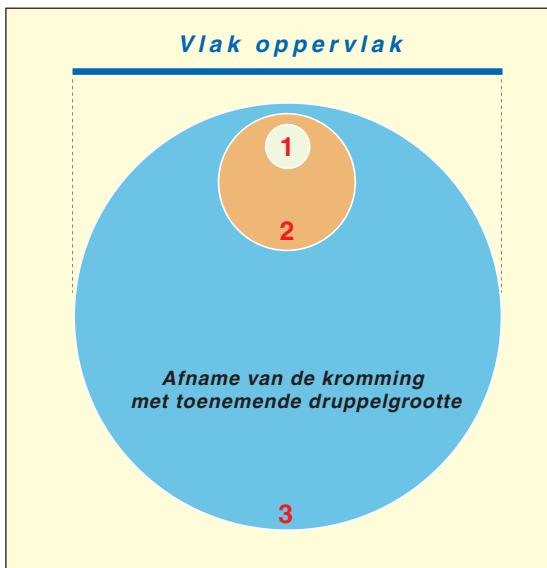 Vlak oppervlak
1
2
Afname van de kromming
met toenemende druppelgrootte
3